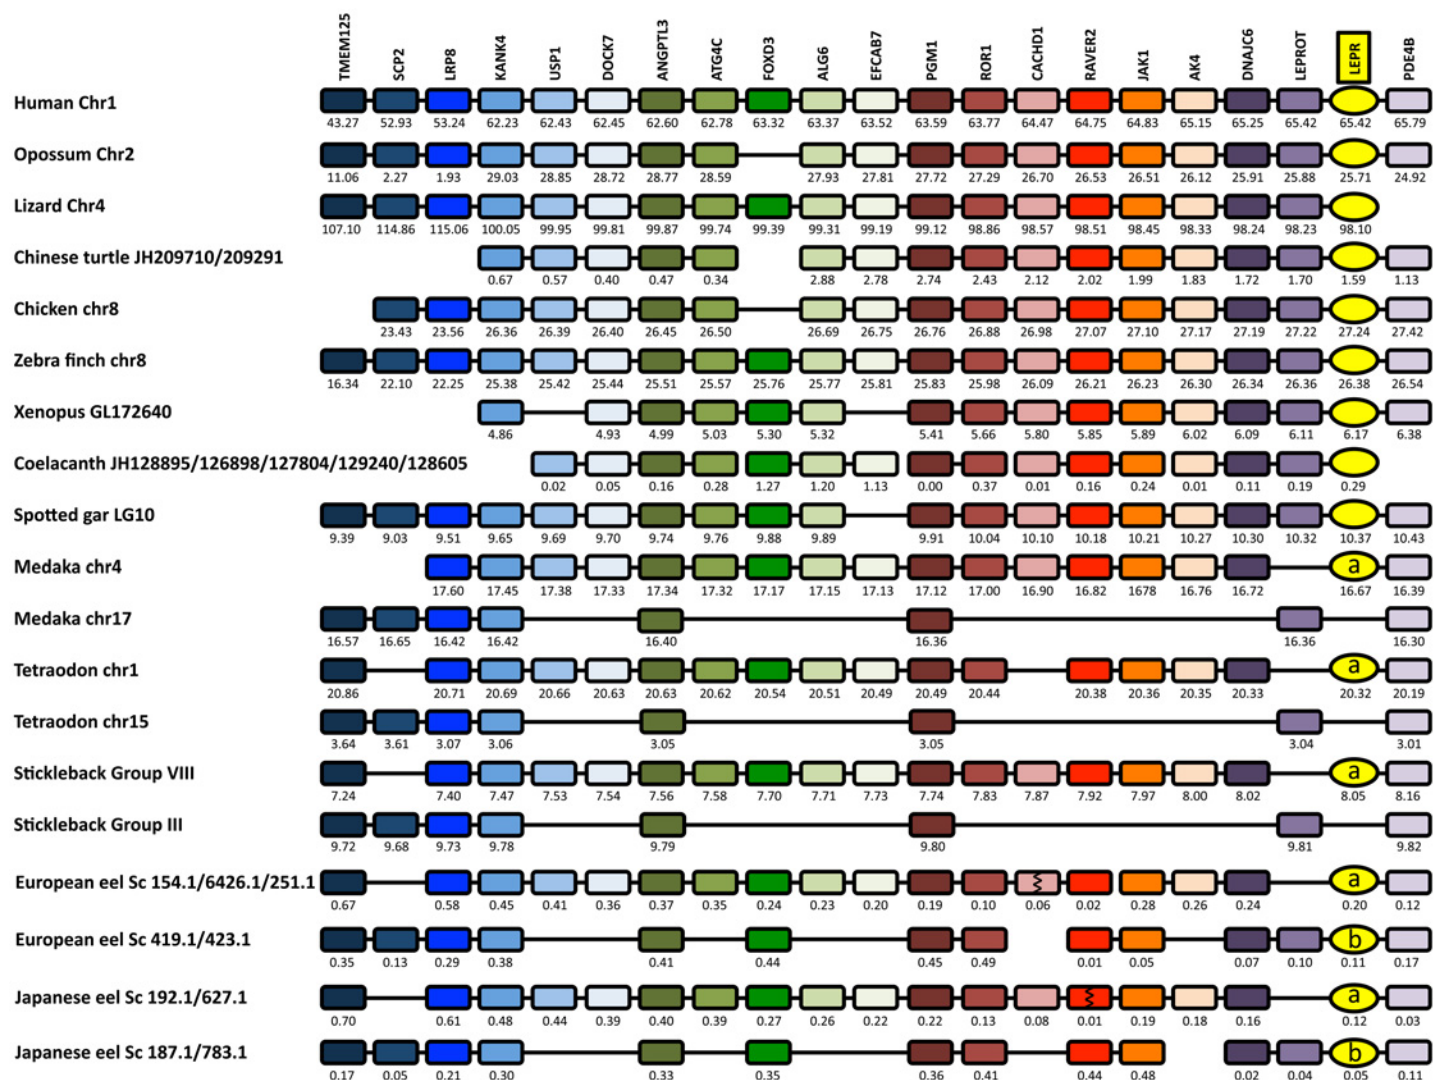 TMEM125 SCP2 LRP8 KANK4 USP1 DOCK7 ANGPTL3 ATG4C FOXD3 ALG6 EFCAB7 PGM1 ROR1 CACHD1 RAVER2 JAK1 AK4 DNAJC6 LEPROT LEPR PDE4B
Human Chr1
43.27 52.93 53.24 62.23 62.43 62.45 62.60 62.78 63.32 63.37 63.52 63.59 63.77 64.47 64.75 64.83 65.15 65.25 65.42 65.42 65.79
Opossum Chr2
11.06 2.27 1.93 29.03 28.85 28.72 28.77 28.59 27.93 27.81 27.72 27.29 26.70 26.53 26.51 26.12 25.91 25.88 25.71 24.92
Lizard Chr4
107.10 114.86 115.06 100.05 99.95 99.81 99.87 99.74 99.39 99.31 99.19 99.12 98.86 98.57 98.51 98.45 98.33 98.24 98.23 98.10
Chinese turtle JH209710/209291
0.67 0.57 0.40 0.47 0.34 2.88 2.78 2.74 2.43 2.12 2.02 1.99 1.83 1.72 1.70 1.59 1.13
Chicken chr8
23.43 23.56 26.36 26.39 26.40 26.45 26.50 26.69 26.75 26.76 26.88 26.98 27.07 27.10 27.17 27.19 27.22 27.24 27.42
Zebra finch chr8
16.34 22.10 22.25 25.38 25.42 25.44 25.51 25.57 25.76 25.77 25.81 25.83 25.98 26.09 26.21 26.23 26.30 26.34 26.36 26.38 26.54
Xenopus GL172640
4.86 4.93 4.99 5.03 5.30 5.32 5.41 5.66 5.80 5.85 5.89 6.02 6.09 6.11 6.17 6.38
Coelacanth JH128895/126898/127804/129240/128605
0.02 0.05 0.16 0.28 1.27 1.20 1.13 0.00 0.37 0.01 0.16 0.24 0.01 0.11 0.19 0.29
Spotted gar LG10
9.39 9.03 9.51 9.65 9.69 9.70 9.74 9.76 9.88 9.89 9.91 10.04 10.10 10.18 10.21 10.27 10.30 10.32 10.37 10.43
Medaka chr4 a
17.60 17.45 17.38 17.33 17.34 17.32 17.17 17.15 17.13 17.12 17.00 16.90 16.82 1678 16.76 16.72 16.67 16.39
Medaka chr17
16.57 16.65 16.42 16.42 16.40 16.36 16.36 16.30
Tetraodon chr1 a
20.86 20.71 20.69 20.66 20.63 20.63 20.62 20.54 20.51 20.49 20.49 20.44 20.38 20.36 20.35 20.33 20.32 20.19
Tetraodon chr15
3.64 3.61 3.07 3.06 3.05 3.05 3.04 3.01
Stickleback Group VIII a
7.24 7.40 7.47 7.53 7.54 7.56 7.58 7.70 7.71 7.73 7.74 7.83 7.87 7.92 7.97 8.00 8.02 8.05 8.16
Stickleback Group III
9.72 9.68 9.73 9.78 9.79 9.80 9.81 9.82
European eel Sc 154.1/6426.1/251.1 a
0.67 0.58 0.45 0.41 0.36 0.37 0.35 0.24 0.23 0.20 0.19 0.10 0.06 0.02 0.28 0.26 0.24 0.20 0.12
European eel Sc 419.1/423.1 b
0.35 0.13 0.29 0.38 0.41 0.44 0.45 0.49 0.01 0.05 0.07 0.10 0.11 0.17
Japanese eel Sc 192.1/627.1 a
0.70 0.61 0.48 0.44 0.39 0.40 0.39 0.27 0.26 0.22 0.22 0.13 0.08 0.01 0.19 0.18 0.16 0.12 0.03
Japanese eel Sc 187.1/783.1 b
0.17 0.05 0.21 0.30 0.33 0.35 0.36 0.41 0.44 0.48 0.02 0.04 0.05 0.11